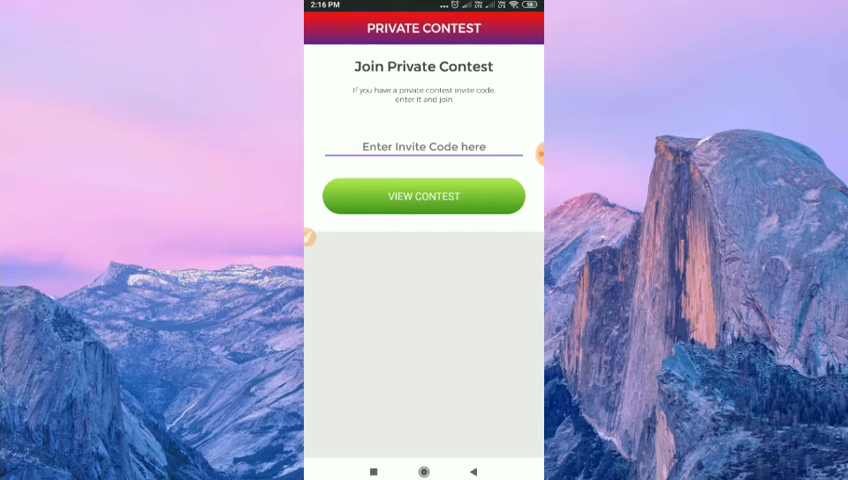 2:16 PM
PRIVATE CONTEST
Join Private Contest
If you have a private contest invite code,
enter it and join
Enter Invite Code here
VIEW CONTEST